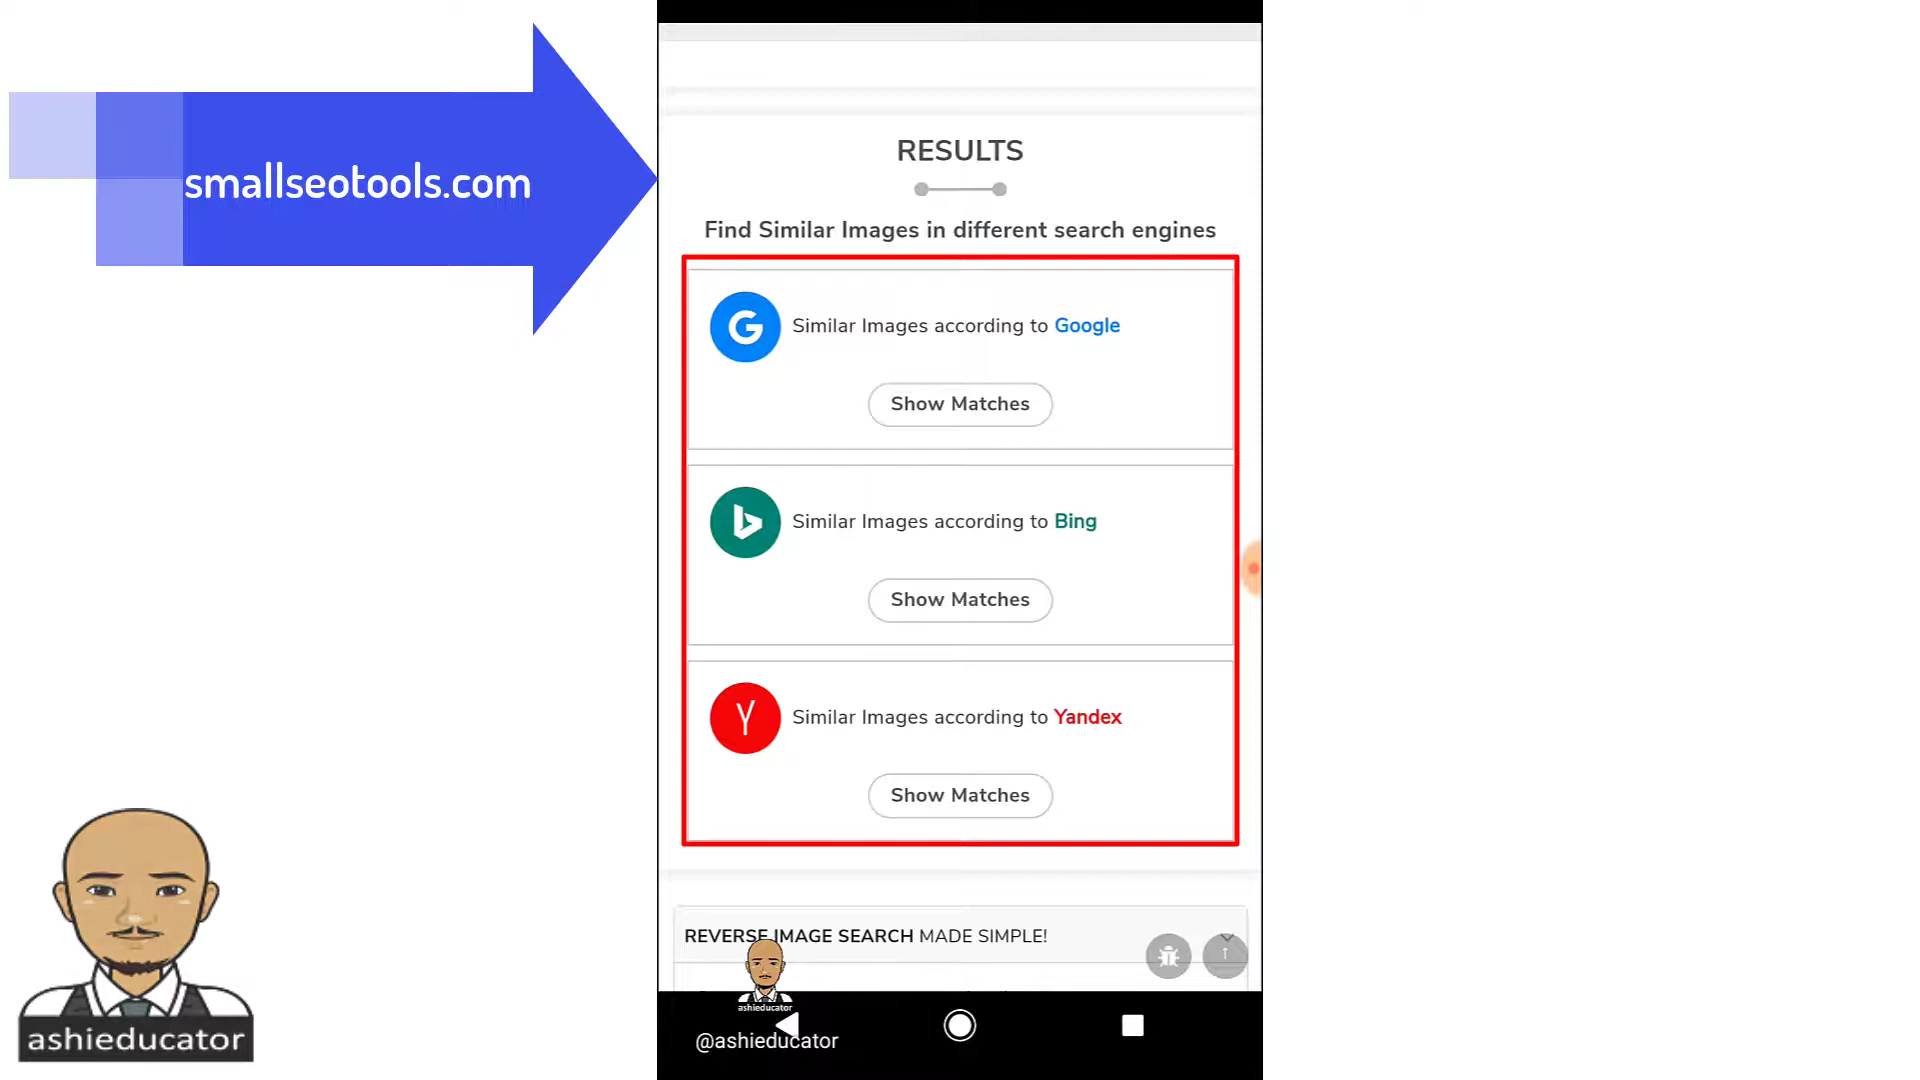 smallseotools.com
RESULTS
Find Similar Images in different search engines
Similar Images according to Google
Show Matches
Similar Images according to Bing
Show Matches
Similar Images according to Yandex
Show Matches
REVERSE IMAGE SEARCH MADE SIMPLE!
ashieducator
@ashieducator
ashieducator